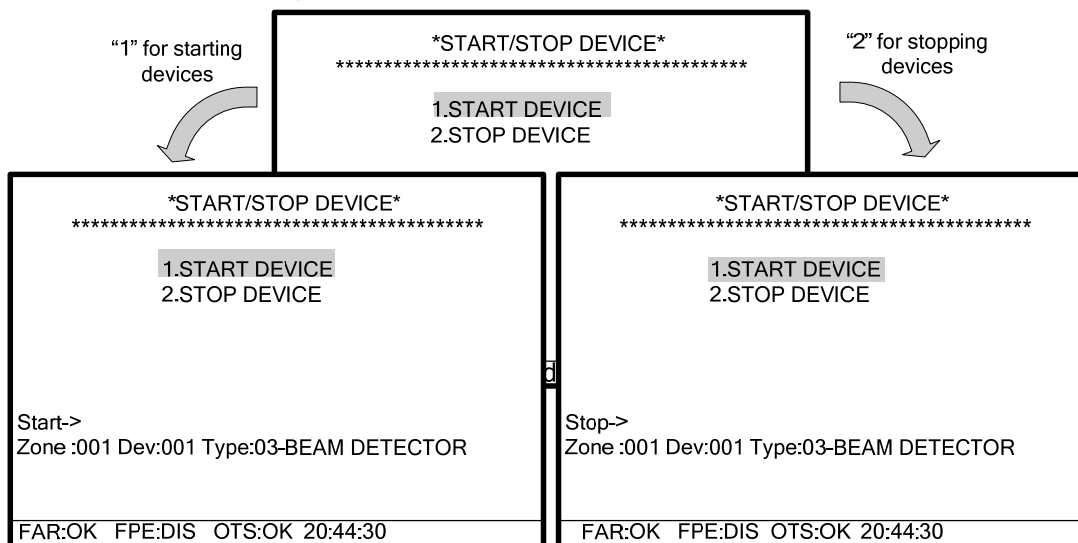 "1" for starting
devices
*START/STOP DEVICE*
*******************************************
1.START DEVICE
2.STOP DEVICE
"2" for stopping
devices
*START/STOP DEVICE*
*******************************************
1.START DEVICE
2.STOP DEVICE
Start->
Zone :001 Dev:001 Type:03-BEAM DETECTOR
FAR:OK FPE:DIS OTS:OK 20:44:30
*START/STOP DEVICE*
*******************************************
1.START DEVICE
2.STOP DEVICE
Stop->
Zone :001 Dev:001 Type:03-BEAM DETECTOR
FAR:OK FPE:DIS OTS:OK 20:44:30